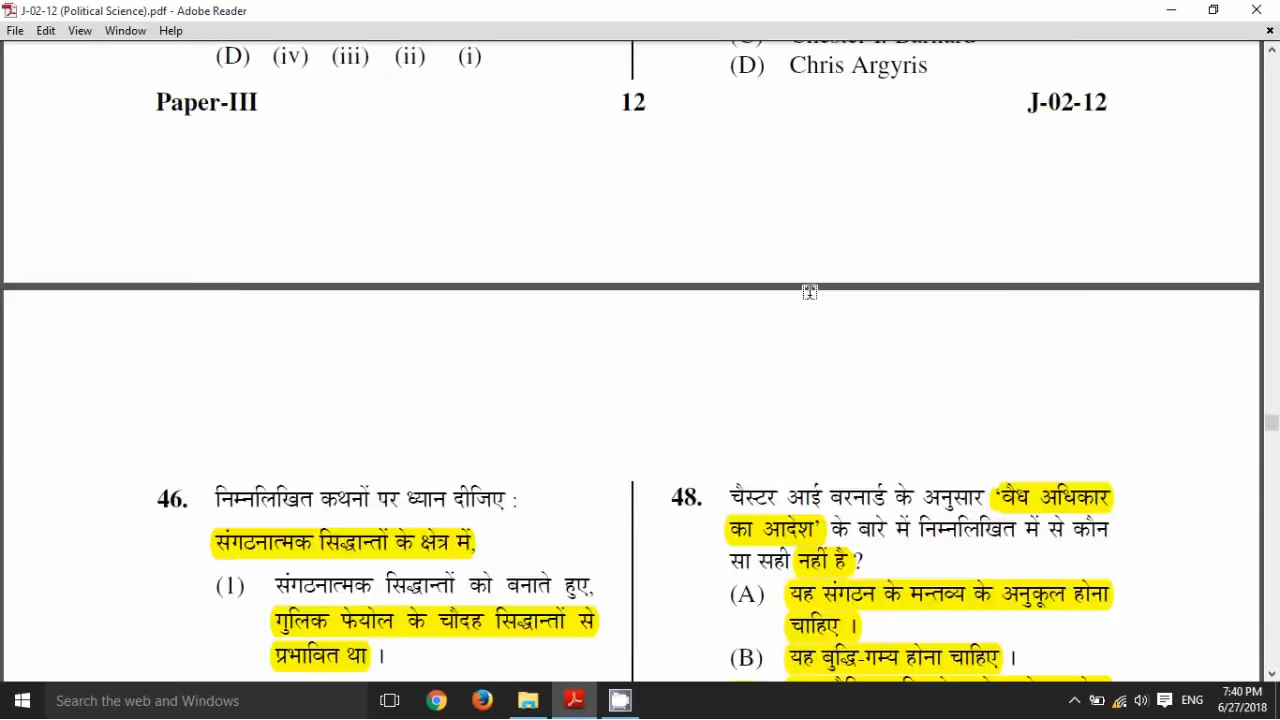 J-02-12 (Political Science).pdf - Adobe Reader
File Edit View Window Help
(D) (iv) (iii) (ii) (i)
(D) Chris Argyris
Paper-III 12 J-02-12
46. निम्नलिखित कथनों पर ध्यान दीजिए :
संगठनात्मक सिद्धान्तों के क्षेत्र में,
(1) संगठनात्मक सिद्धान्तों को बनाते हुए,
गुलिक फेयोल के चौदह सिद्धान्तों से
प्रभावित था ।
48. चैस्टर आई बरनार्ड के अनुसार ‘वैध अधिकार
का आदेश’ के बारे में निम्नलिखित में से कौन
सा सही नहीं है ?
(A) यह संगठन के मन्तव्य के अनुकूल होना
चाहिए ।
(B) यह बुद्धि-गम्य होना चाहिए ।
Search the web and Windows
ENG
7:40 PM
6/27/2018